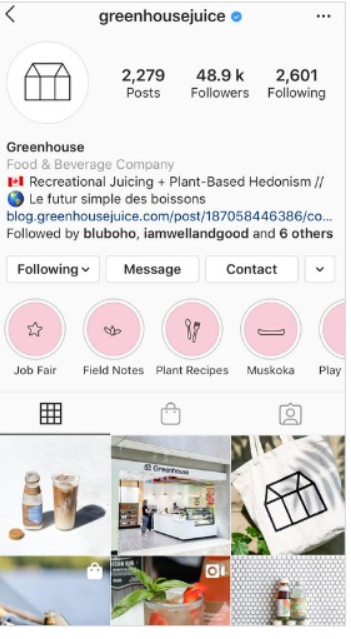 greenhousejuice
2,279 48.9 k 2,601
Posts Followers Following
Greenhouse
Food & Beverage Company
🇨🇦 Recreational Juicing + Plant-Based Hedonism //
🌎 Le futur simple des boissons
blog.greenhousejuice.com/post/187058446386/co...
Followed by bluboho, iamwellandgood and 6 others
Following Message Contact
Job Fair Field Notes Plant Recipes Muskoka Play
Greenhouse